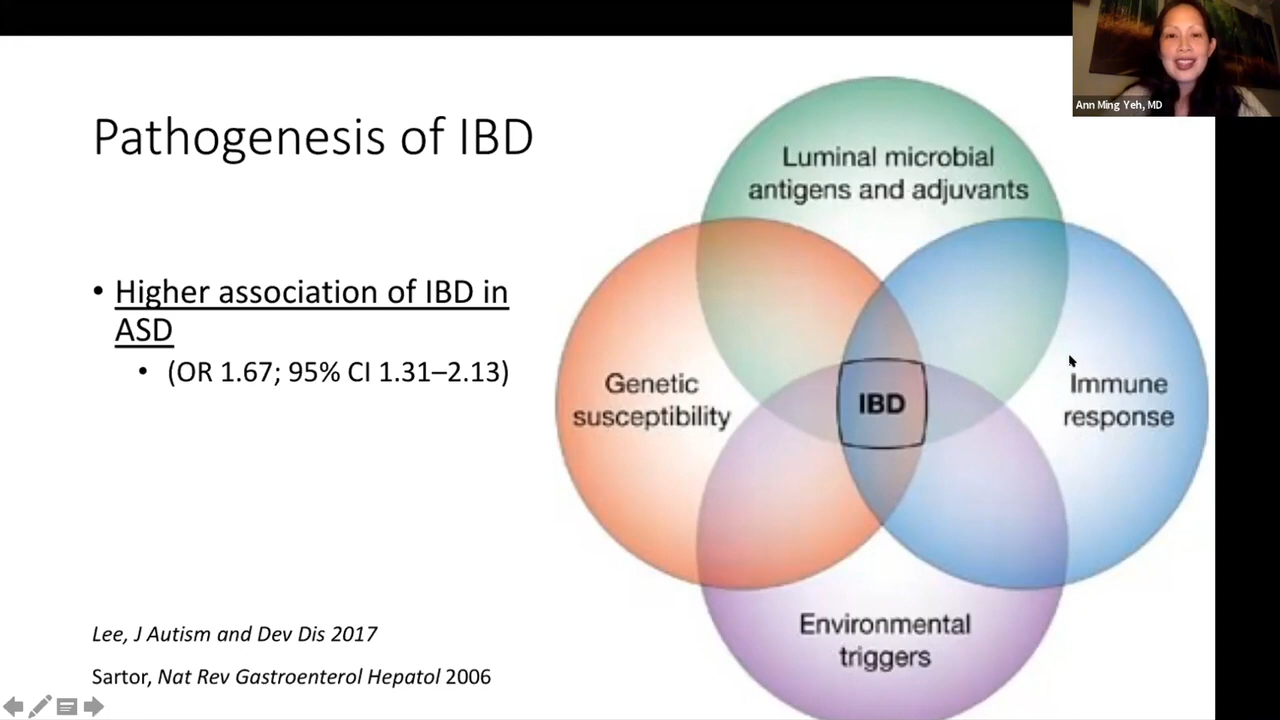 Ann Ming Yeh, MD
Pathogenesis of IBD
• Higher association of IBD in
ASD
• (OR 1.67; 95% CI 1.31–2.13)
Luminal microbial
antigens and adjuvants
Genetic
susceptibility
IBD
Immune
response
Environmental
triggers
Lee, J Autism and Dev Dis 2017
Sartor, Nat Rev Gastroenterol Hepatol 2006